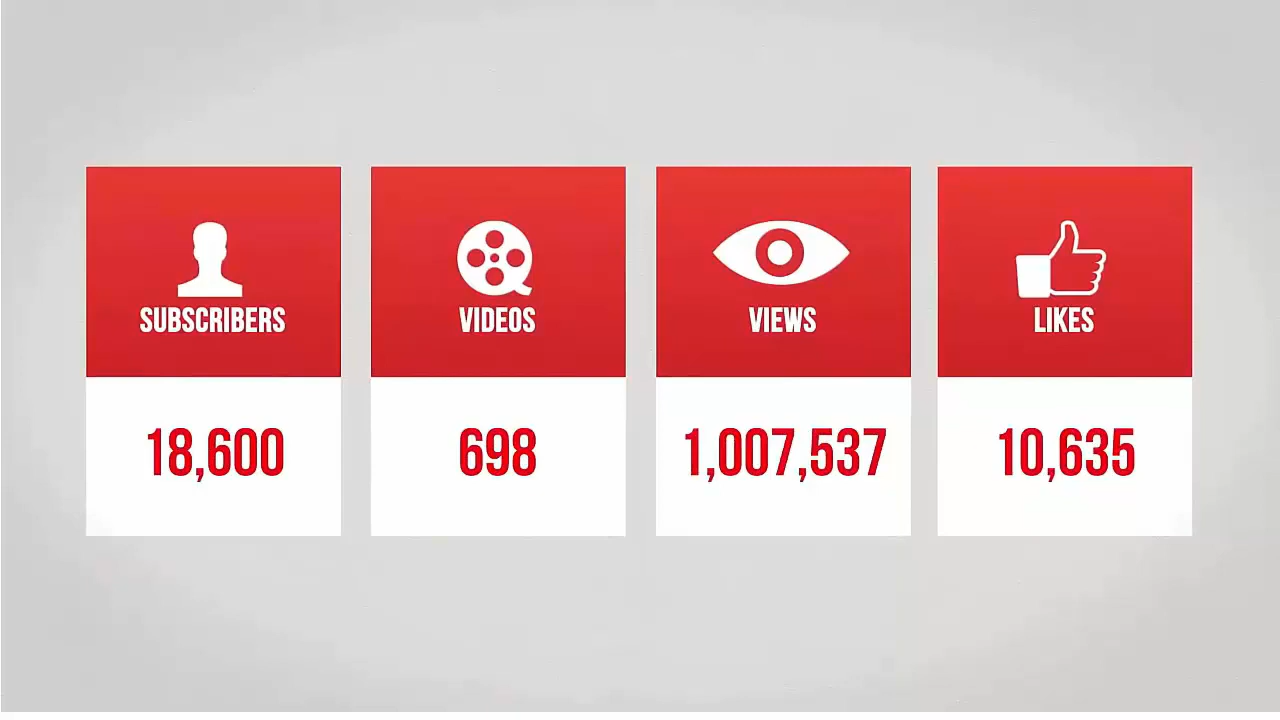 SUBSCRIBERS
18,600
VIDEOS
698
VIEWS
1,007,537
LIKES
10,635